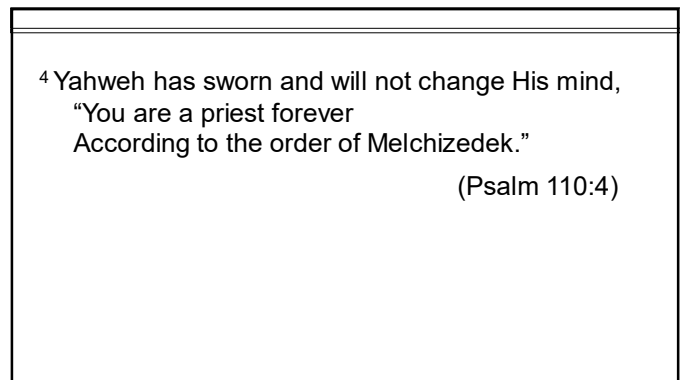 4 Yahweh has sworn and will not change His mind,
“You are a priest forever
According to the order of Melchizedek.”
(Psalm 110:4)